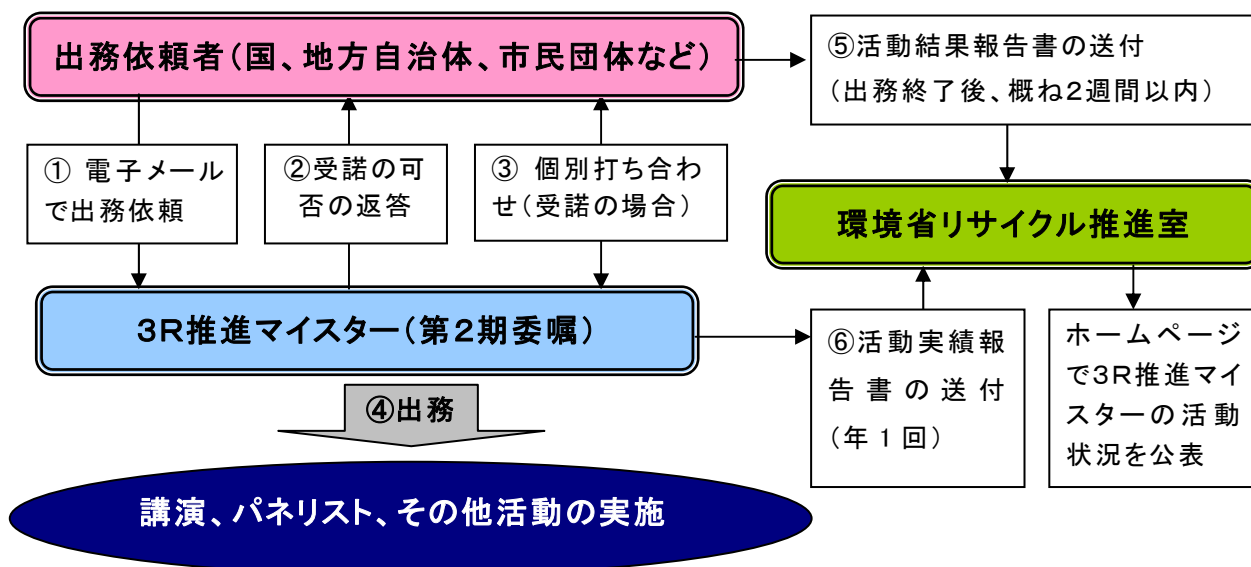 出務依頼者(国、地方自治体、市民団体など)
⑤活動結果報告書の送付
(出務終了後、概ね2週間以内)
① 電子メール
で出務依頼
②受諾の可
否の返答
③ 個別打ち合わ
せ(受諾の場合)
環境省リサイクル推進室
3R推進マイスター(第2期委嘱)
⑥活動実績報
告書の送付
(年1回)
ホームページ
で3R推進マイ
スターの活動
状況を公表
④出務
講演、パネリスト、その他活動の実施